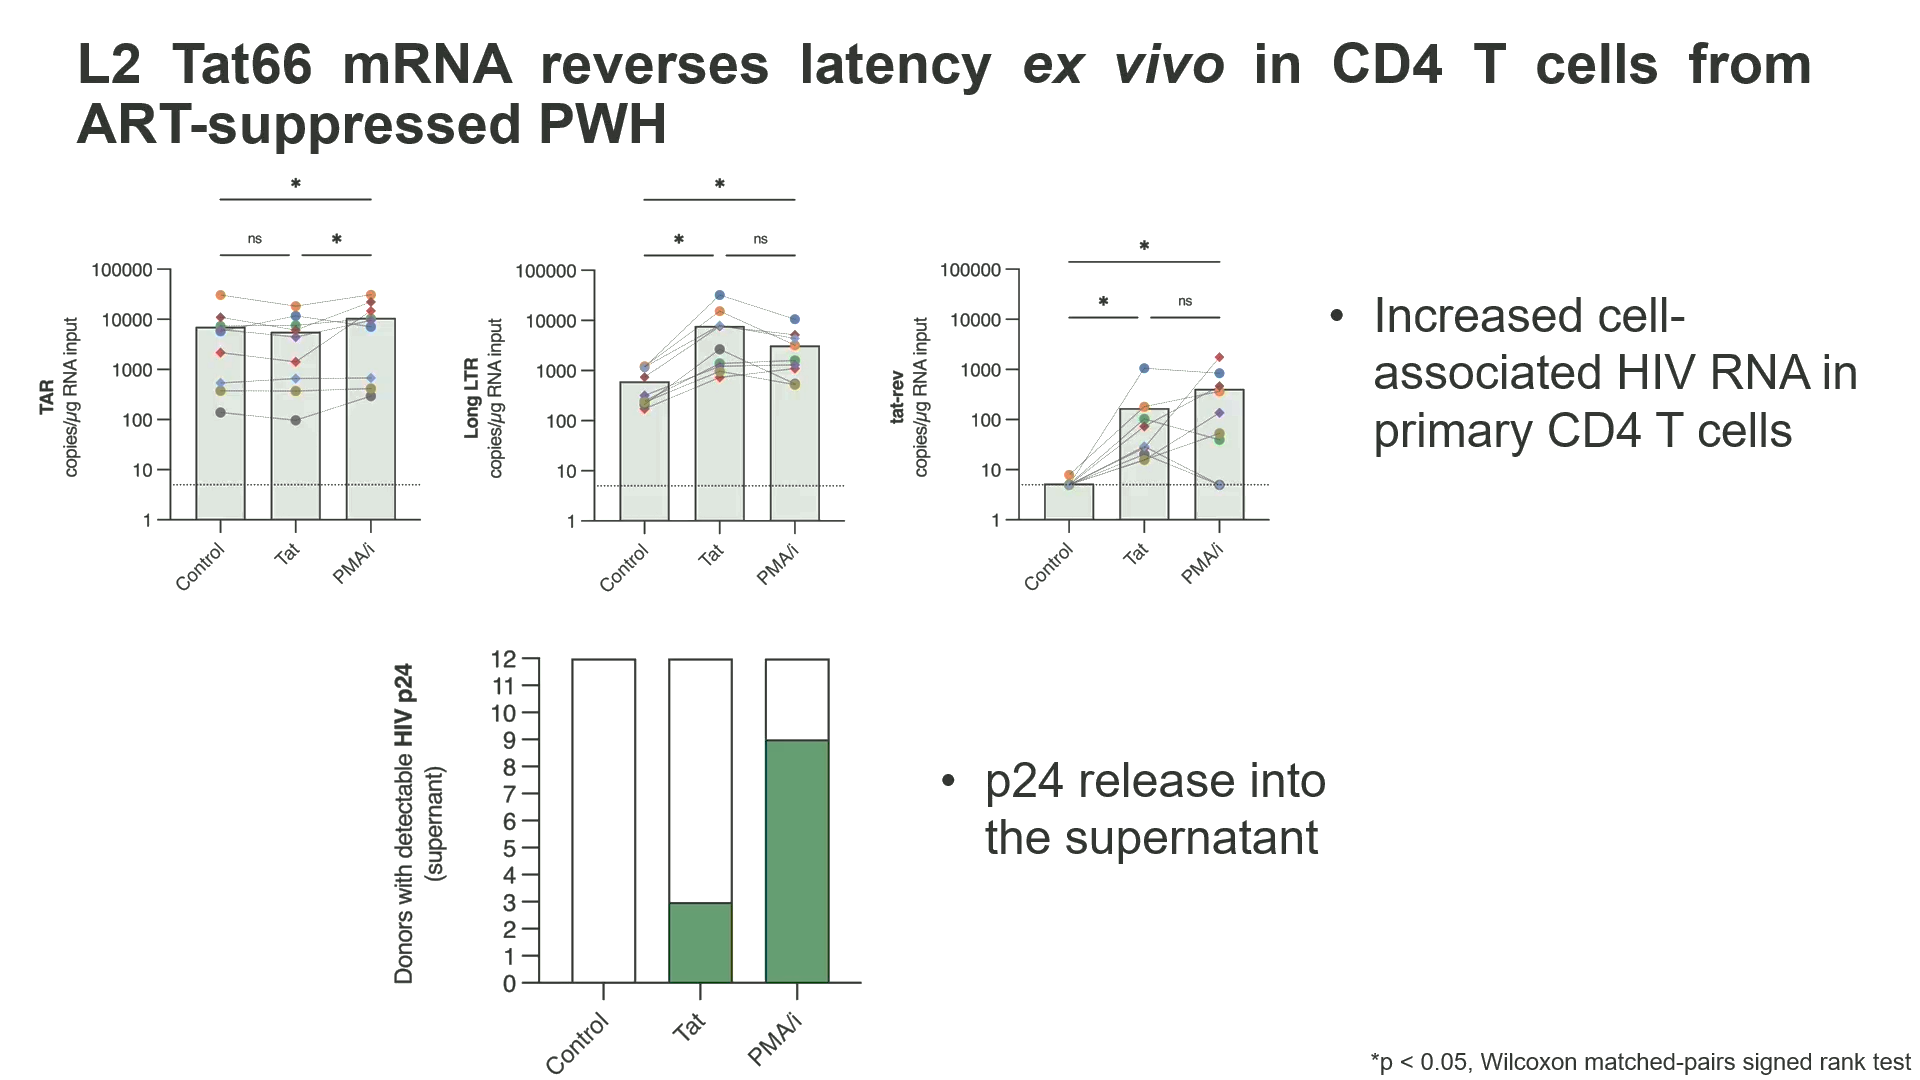 L2 Tat66 mRNA reverses latency ex vivo in CD4 T cells from
ART-suppressed PWH
*
ns
*
TAR
copies/µg RNA input
100000
10000
1000
100
10
1
Control
Tat
PMA/i
*
*
ns
Long LTR
copies/µg RNA input
100000
10000
1000
100
10
1
Control
Tat
PMA/i
*
*
ns
tat-rev
copies/µg RNA input
100000
10000
1000
100
10
1
Control
Tat
PMA/i
• Increased cell-
associated HIV RNA in
primary CD4 T cells
Donors with detectable HIV p24
(supernant)
12
11
10
9
8
7
6
5
4
3
2
1
0
Control
Tat
PMA/i
• p24 release into
the supernatant
*p < 0.05, Wilcoxon matched-pairs signed rank test